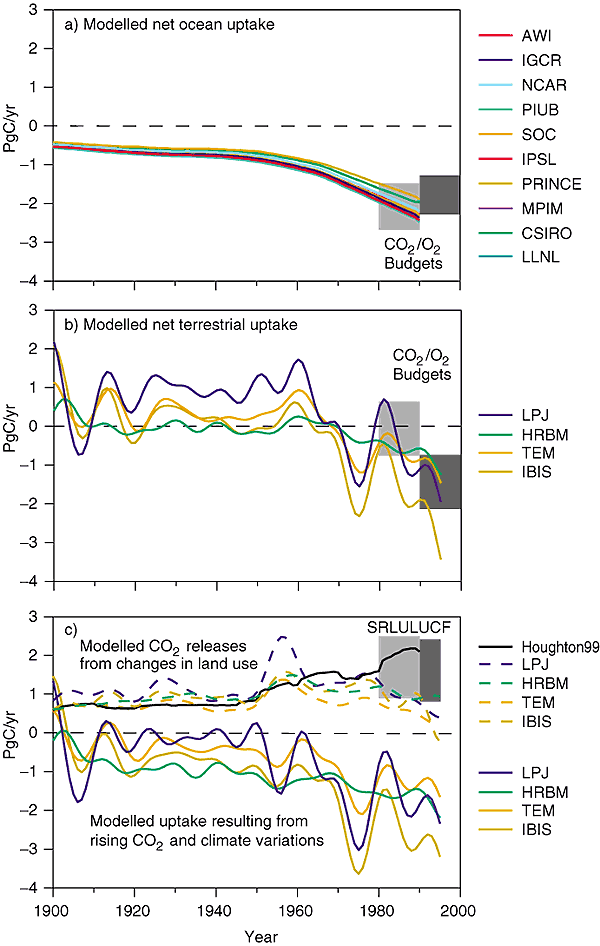 a) Modelled net ocean uptake
PgC/yr
3
2
1
0
–1
–2
–3
–4
CO2/O2
Budgets
AWI
IGCR
NCAR
PIUB
SOC
IPSL
PRINCE
MPIM
CSIRO
LLNL
b) Modelled net terrestrial uptake
PgC/yr
3
2
1
0
–1
–2
–3
–4
CO2/O2
Budgets
LPJ
HRBM
TEM
IBIS
c) Modelled CO2 releases
from changes in land use
SRLULUCF
PgC/yr
3
2
1
0
–1
–2
–3
–4
Modelled uptake resulting from
rising CO2 and climate variations
Houghton99
LPJ
HRBM
TEM
IBIS
LPJ
HRBM
TEM
IBIS
1900 1920 1940 1960 1980 2000
Year